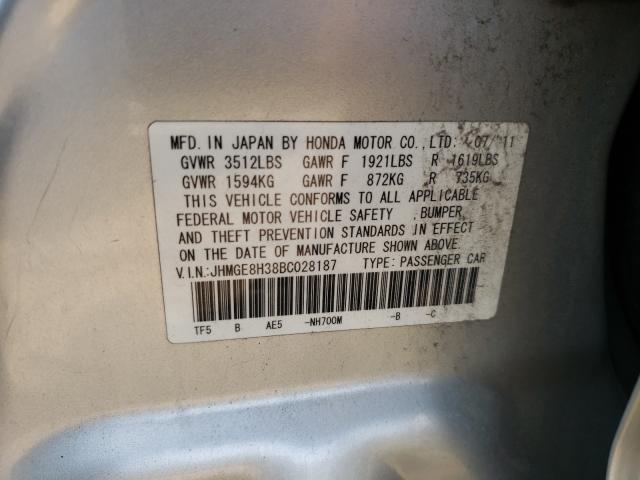 MFD. IN JAPAN BY HONDA MOTOR CO.,LTD. 07/11
GVWR 3512LBS GAWR F 1921LBS R 1619LBS
GVWR 1594KG GAWR F 872KG R 735KG
THIS VEHICLE CONFORMS TO ALL APPLICABLE
FEDERAL MOTOR VEHICLE SAFETY , BUMPER
AND THEFT PREVENTION STANDARDS IN EFFECT
ON THE DATE OF MANUFACTURE SHOWN ABOVE.
V.I.N.:JHMGE8H38BC028187 TYPE: PASSENGER CAR
TF5 B AE5 -NH700M -B -C